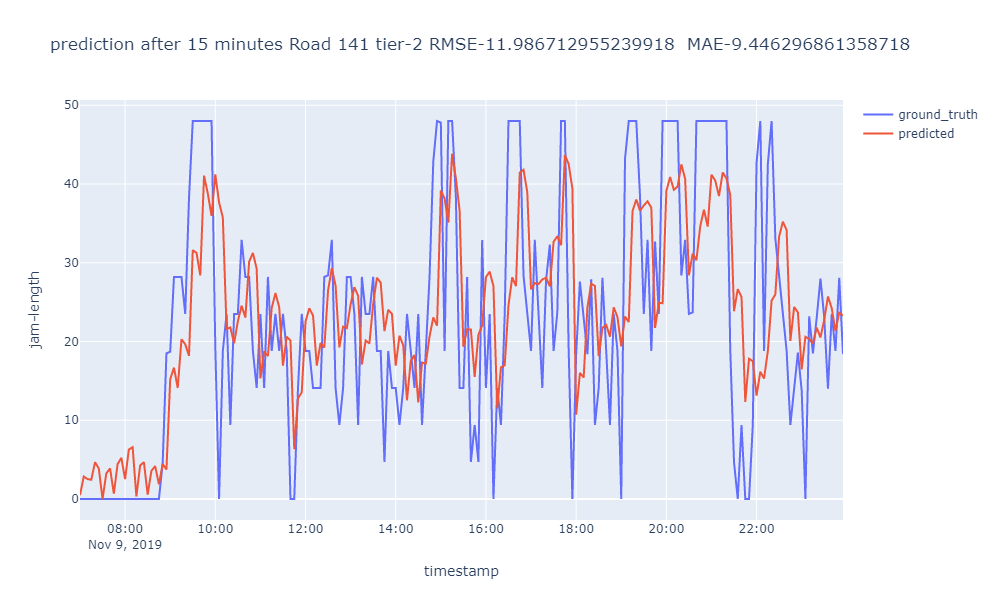 prediction after 15 minutes Road 141 tier-2 RMSE-11.986712955239918  MAE-9.446296861358718
ground_truth
predicted
50
40
30
20
10
0
jam-length
08:00 10:00 12:00 14:00 16:00 18:00 20:00 22:00
Nov 9, 2019
timestamp